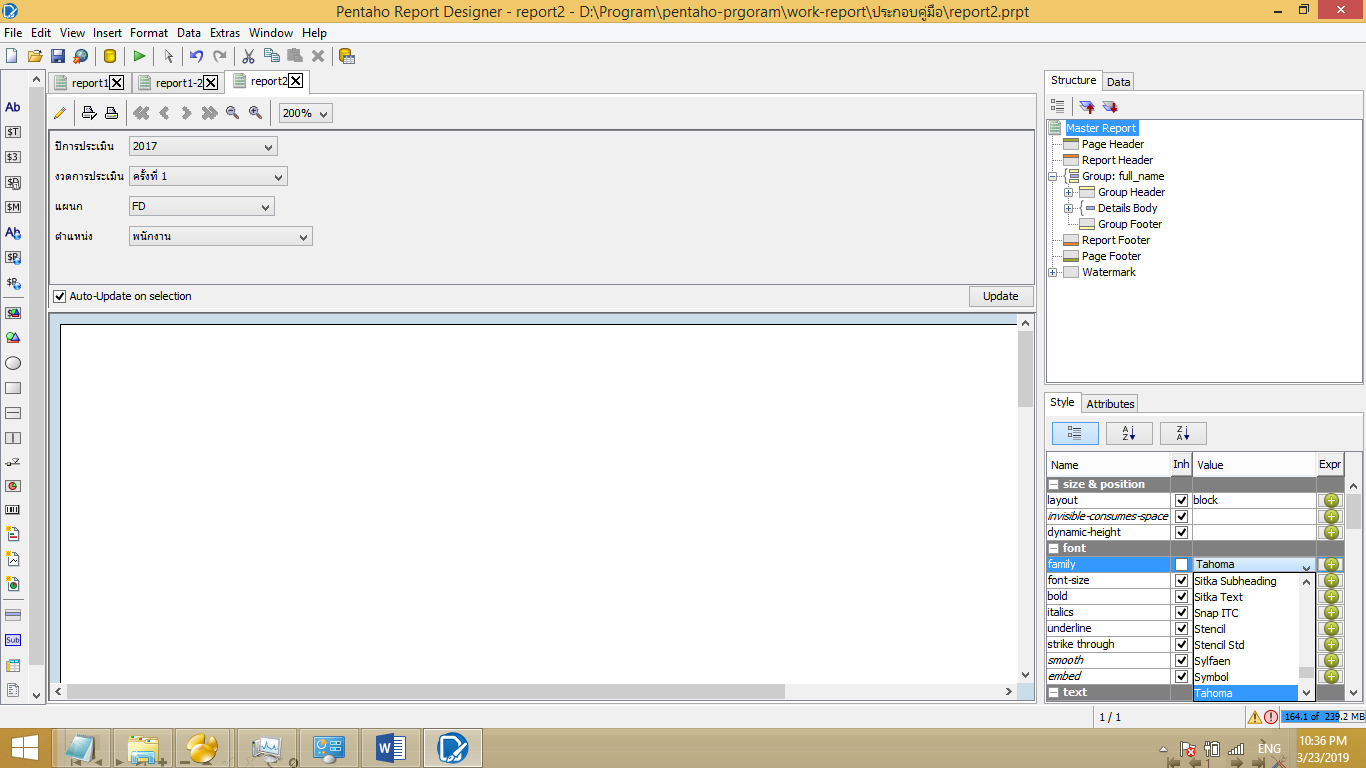 Pentaho Report Designer - report2 - D:\Program\pentaho-prgoram\work-report\ประกอบคู่มือ\report2.prpt
File Edit View Insert Format Data Extras Window Help
report1 report1-2 report2
200%
ปีการประเมิน 2017
งวดการประเมิน ครั้งที่ 1
แผนก FD
ตำแหน่ง พนักงาน
Auto-Update on selection Update
Ab
$T
$3
$M
Ab
Sub
Structure Data
Master Report
Page Header
Report Header
Group: full_name
Group Header
Details Body
Group Footer
Report Footer
Page Footer
Watermark
Style Attributes
Name Inh Value Expr
size & position
layout block
invisible-consumes-space
dynamic-height
font
family Tahoma
font-size Sitka Subheading
bold Sitka Text
italics Snap ITC
underline Stencil
strike through Stencil Std
smooth Sylfaen
embed Symbol
text Tahoma
1 / 1 164.1 of 239.2 MB
ENG 10:36 PM
3/23/2019